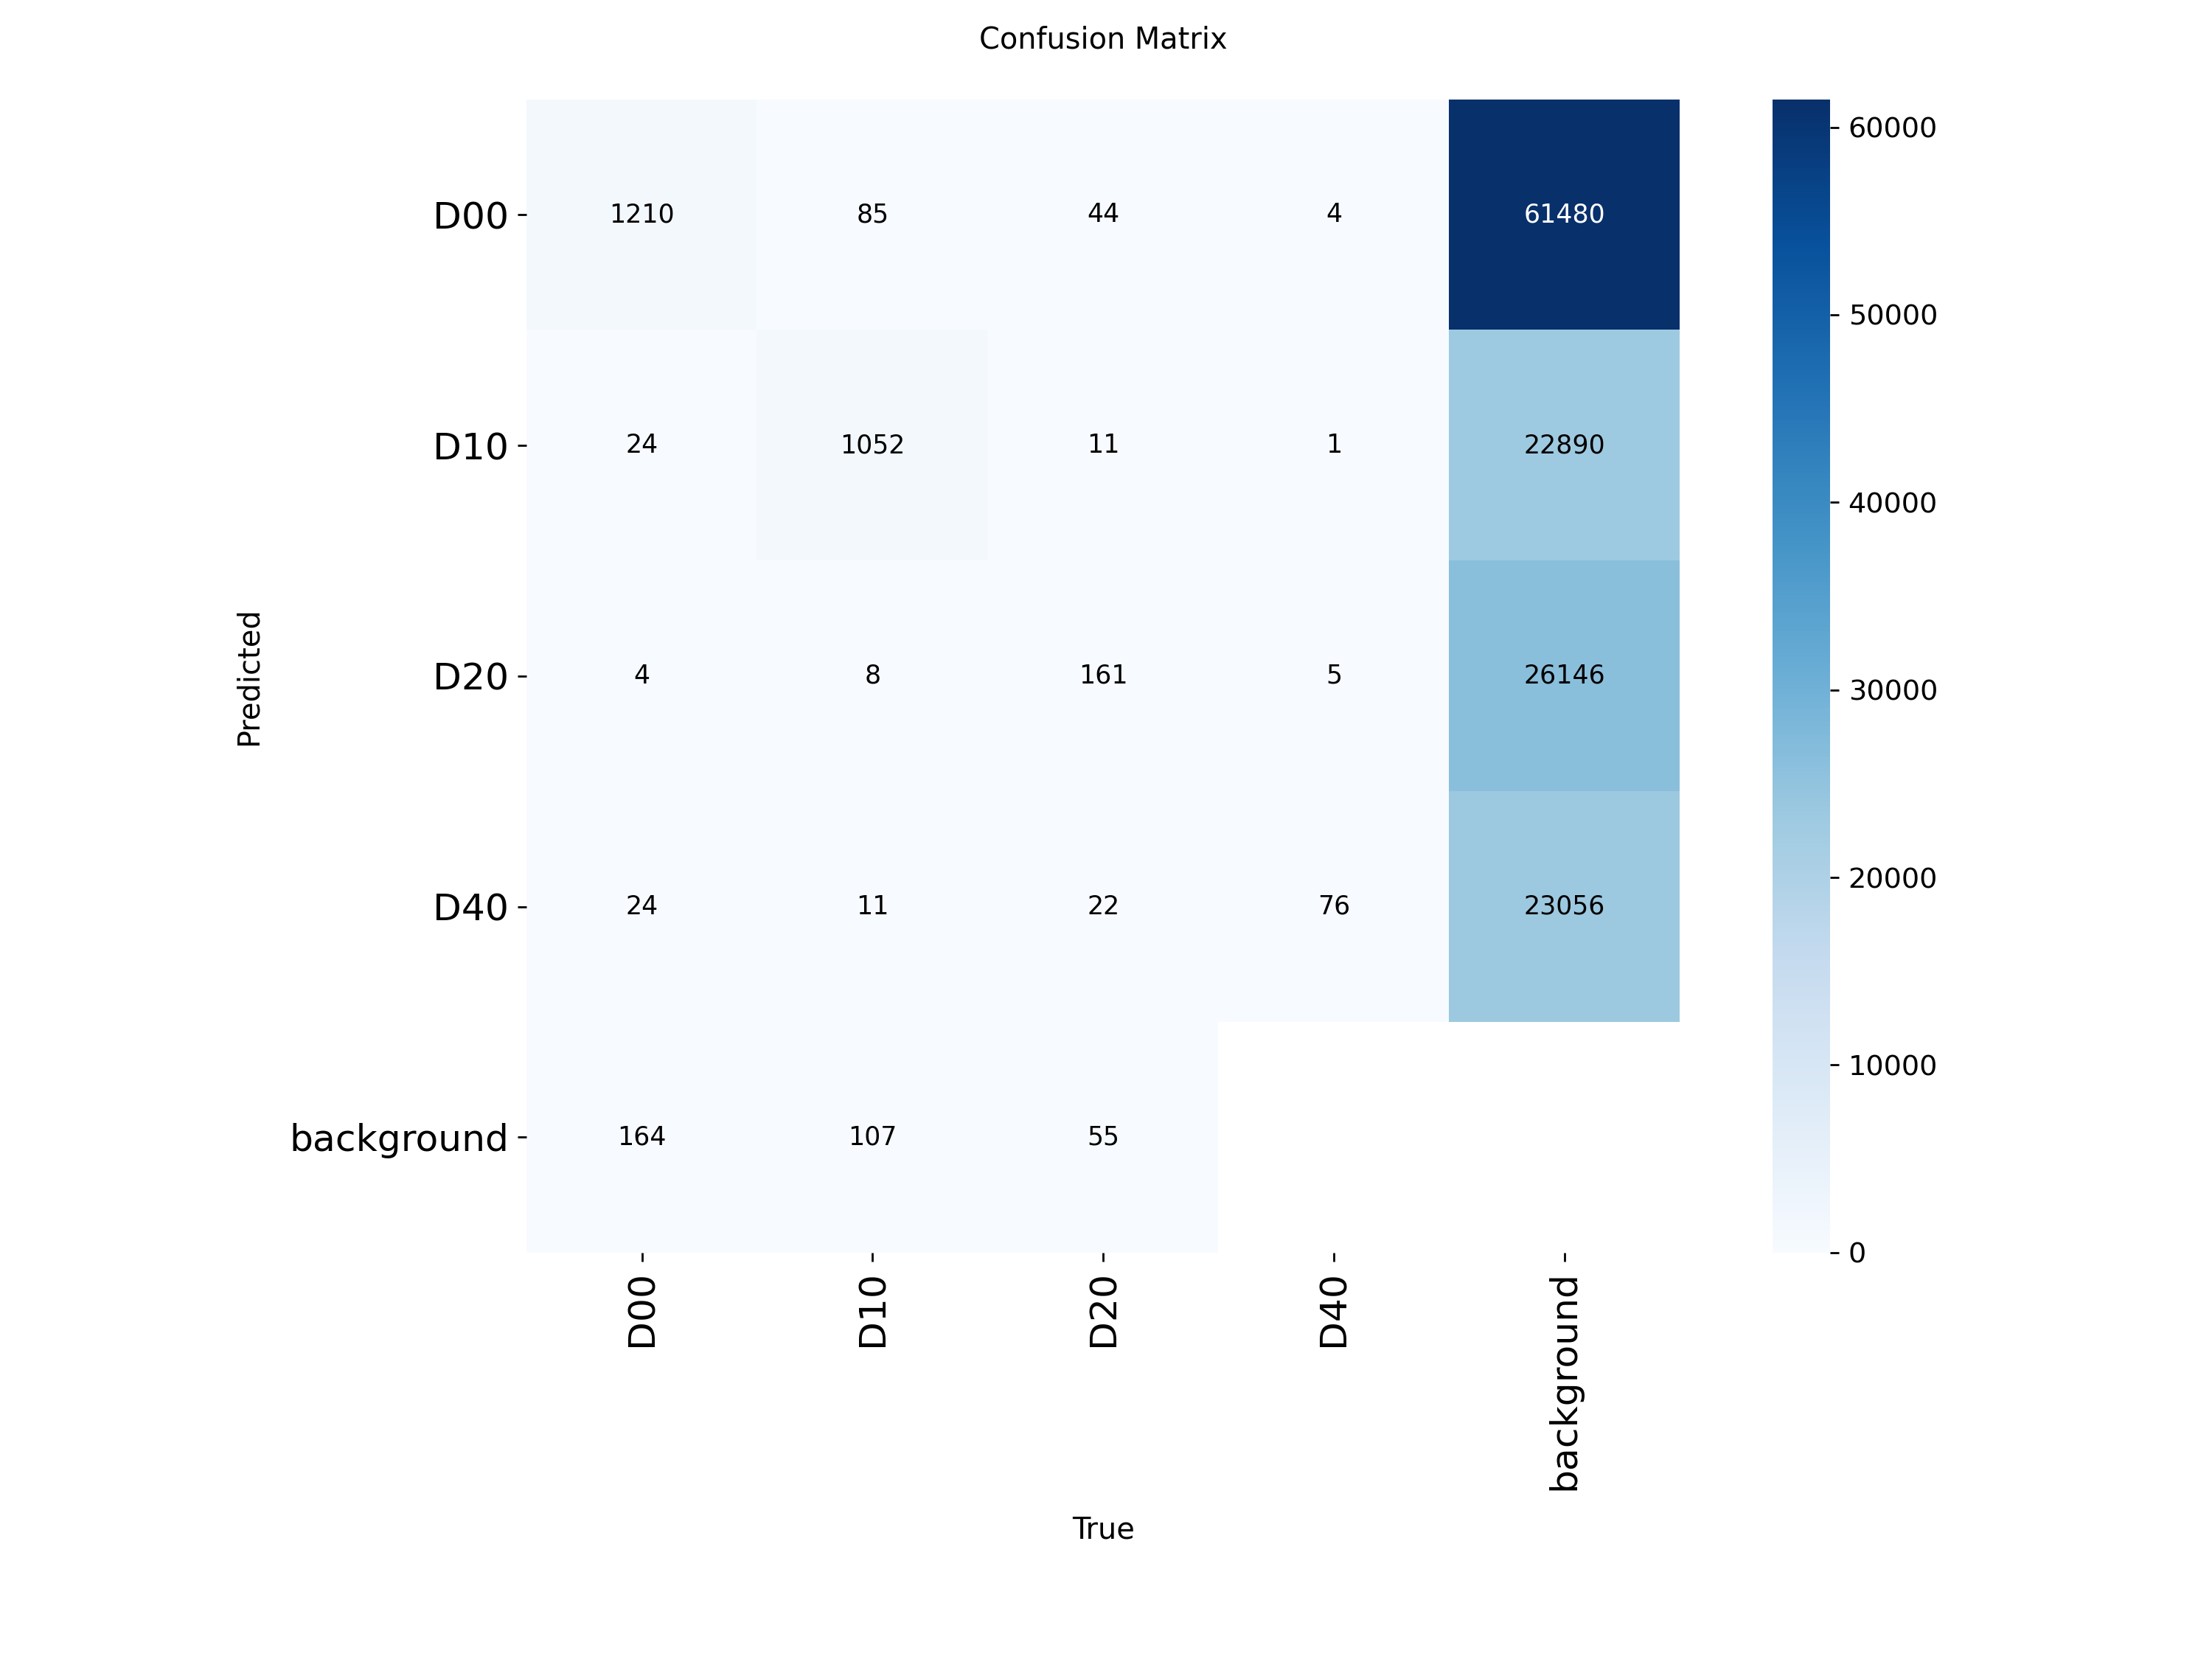 Confusion Matrix
D00 1210 85 44 4 61480
D10 24 1052 11 1 22890
D20 4 8 161 5 26146
D40 24 11 22 76 23056
background 164 107 55
D00 D10 D20 D40 background
True
Predicted
60000
50000
40000
30000
20000
10000
0